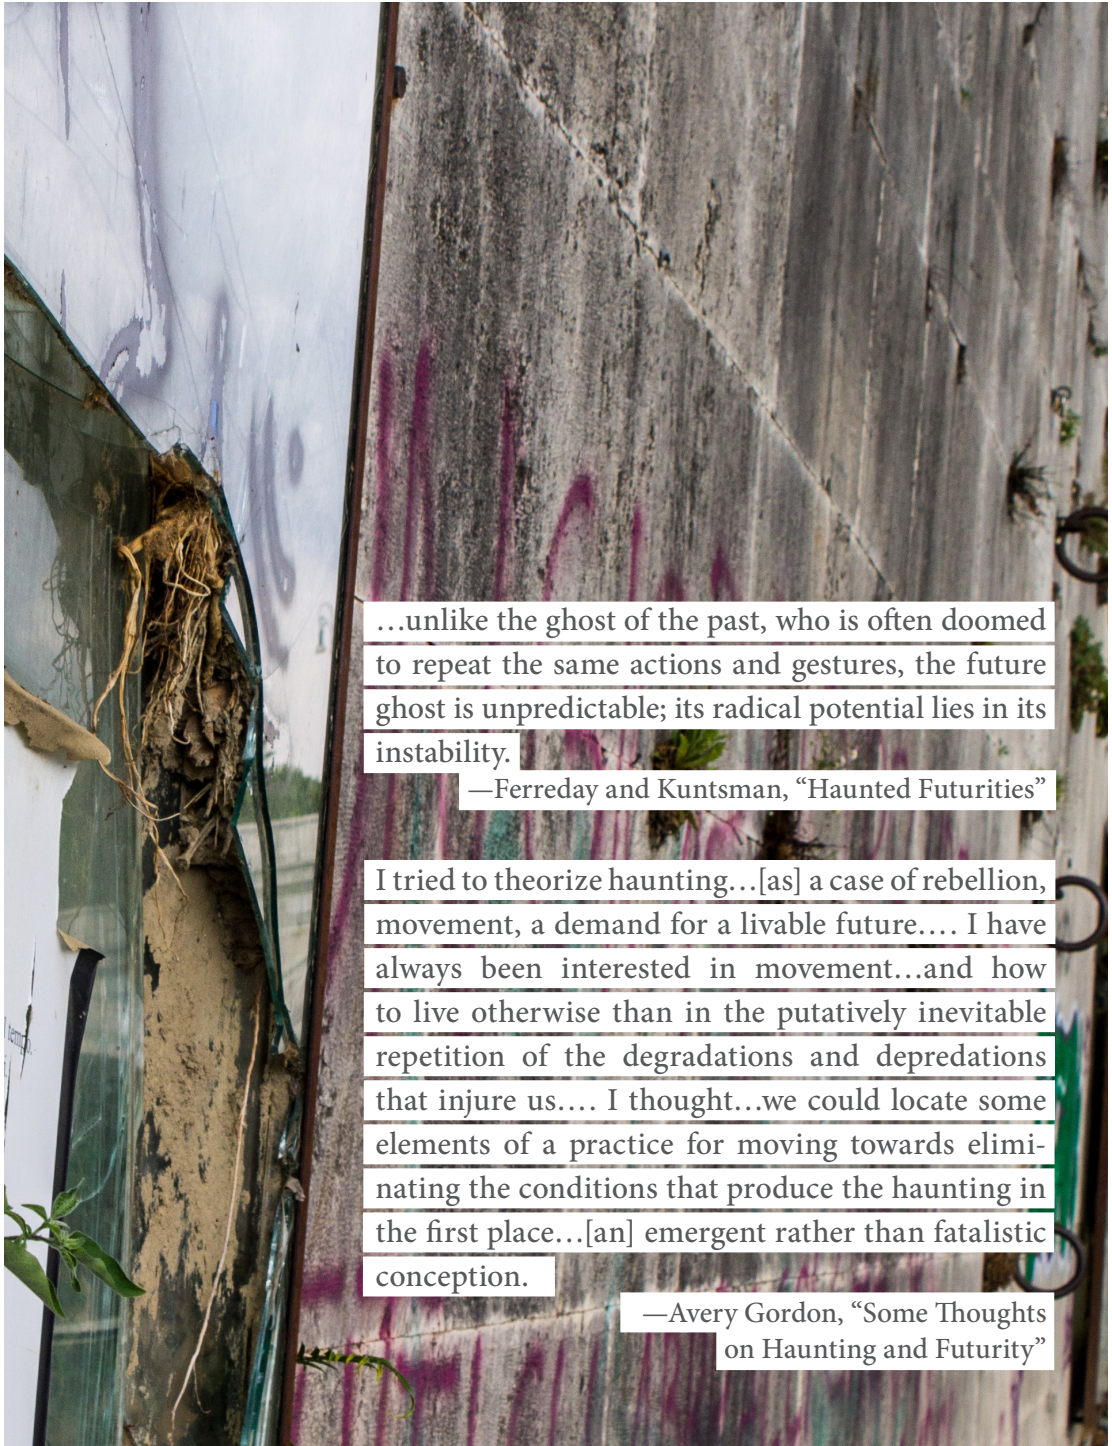 …unlike the ghost of the past, who is often doomed
to repeat the same actions and gestures, the future
ghost is unpredictable; its radical potential lies in its
instability.
—Ferreday and Kuntsman, “Haunted Futurities”
I tried to theorize haunting…[as] a case of rebellion,
movement, a demand for a livable future.… I have
always been interested in movement…and how
to live otherwise than in the putatively inevitable
repetition of the degradations and depredations
that injure us.… I thought…we could locate some
elements of a practice for moving towards elimi-
nating the conditions that produce the haunting in
the first place…[an] emergent rather than fatalistic
conception.
—Avery Gordon, “Some Thoughts
on Haunting and Futurity”